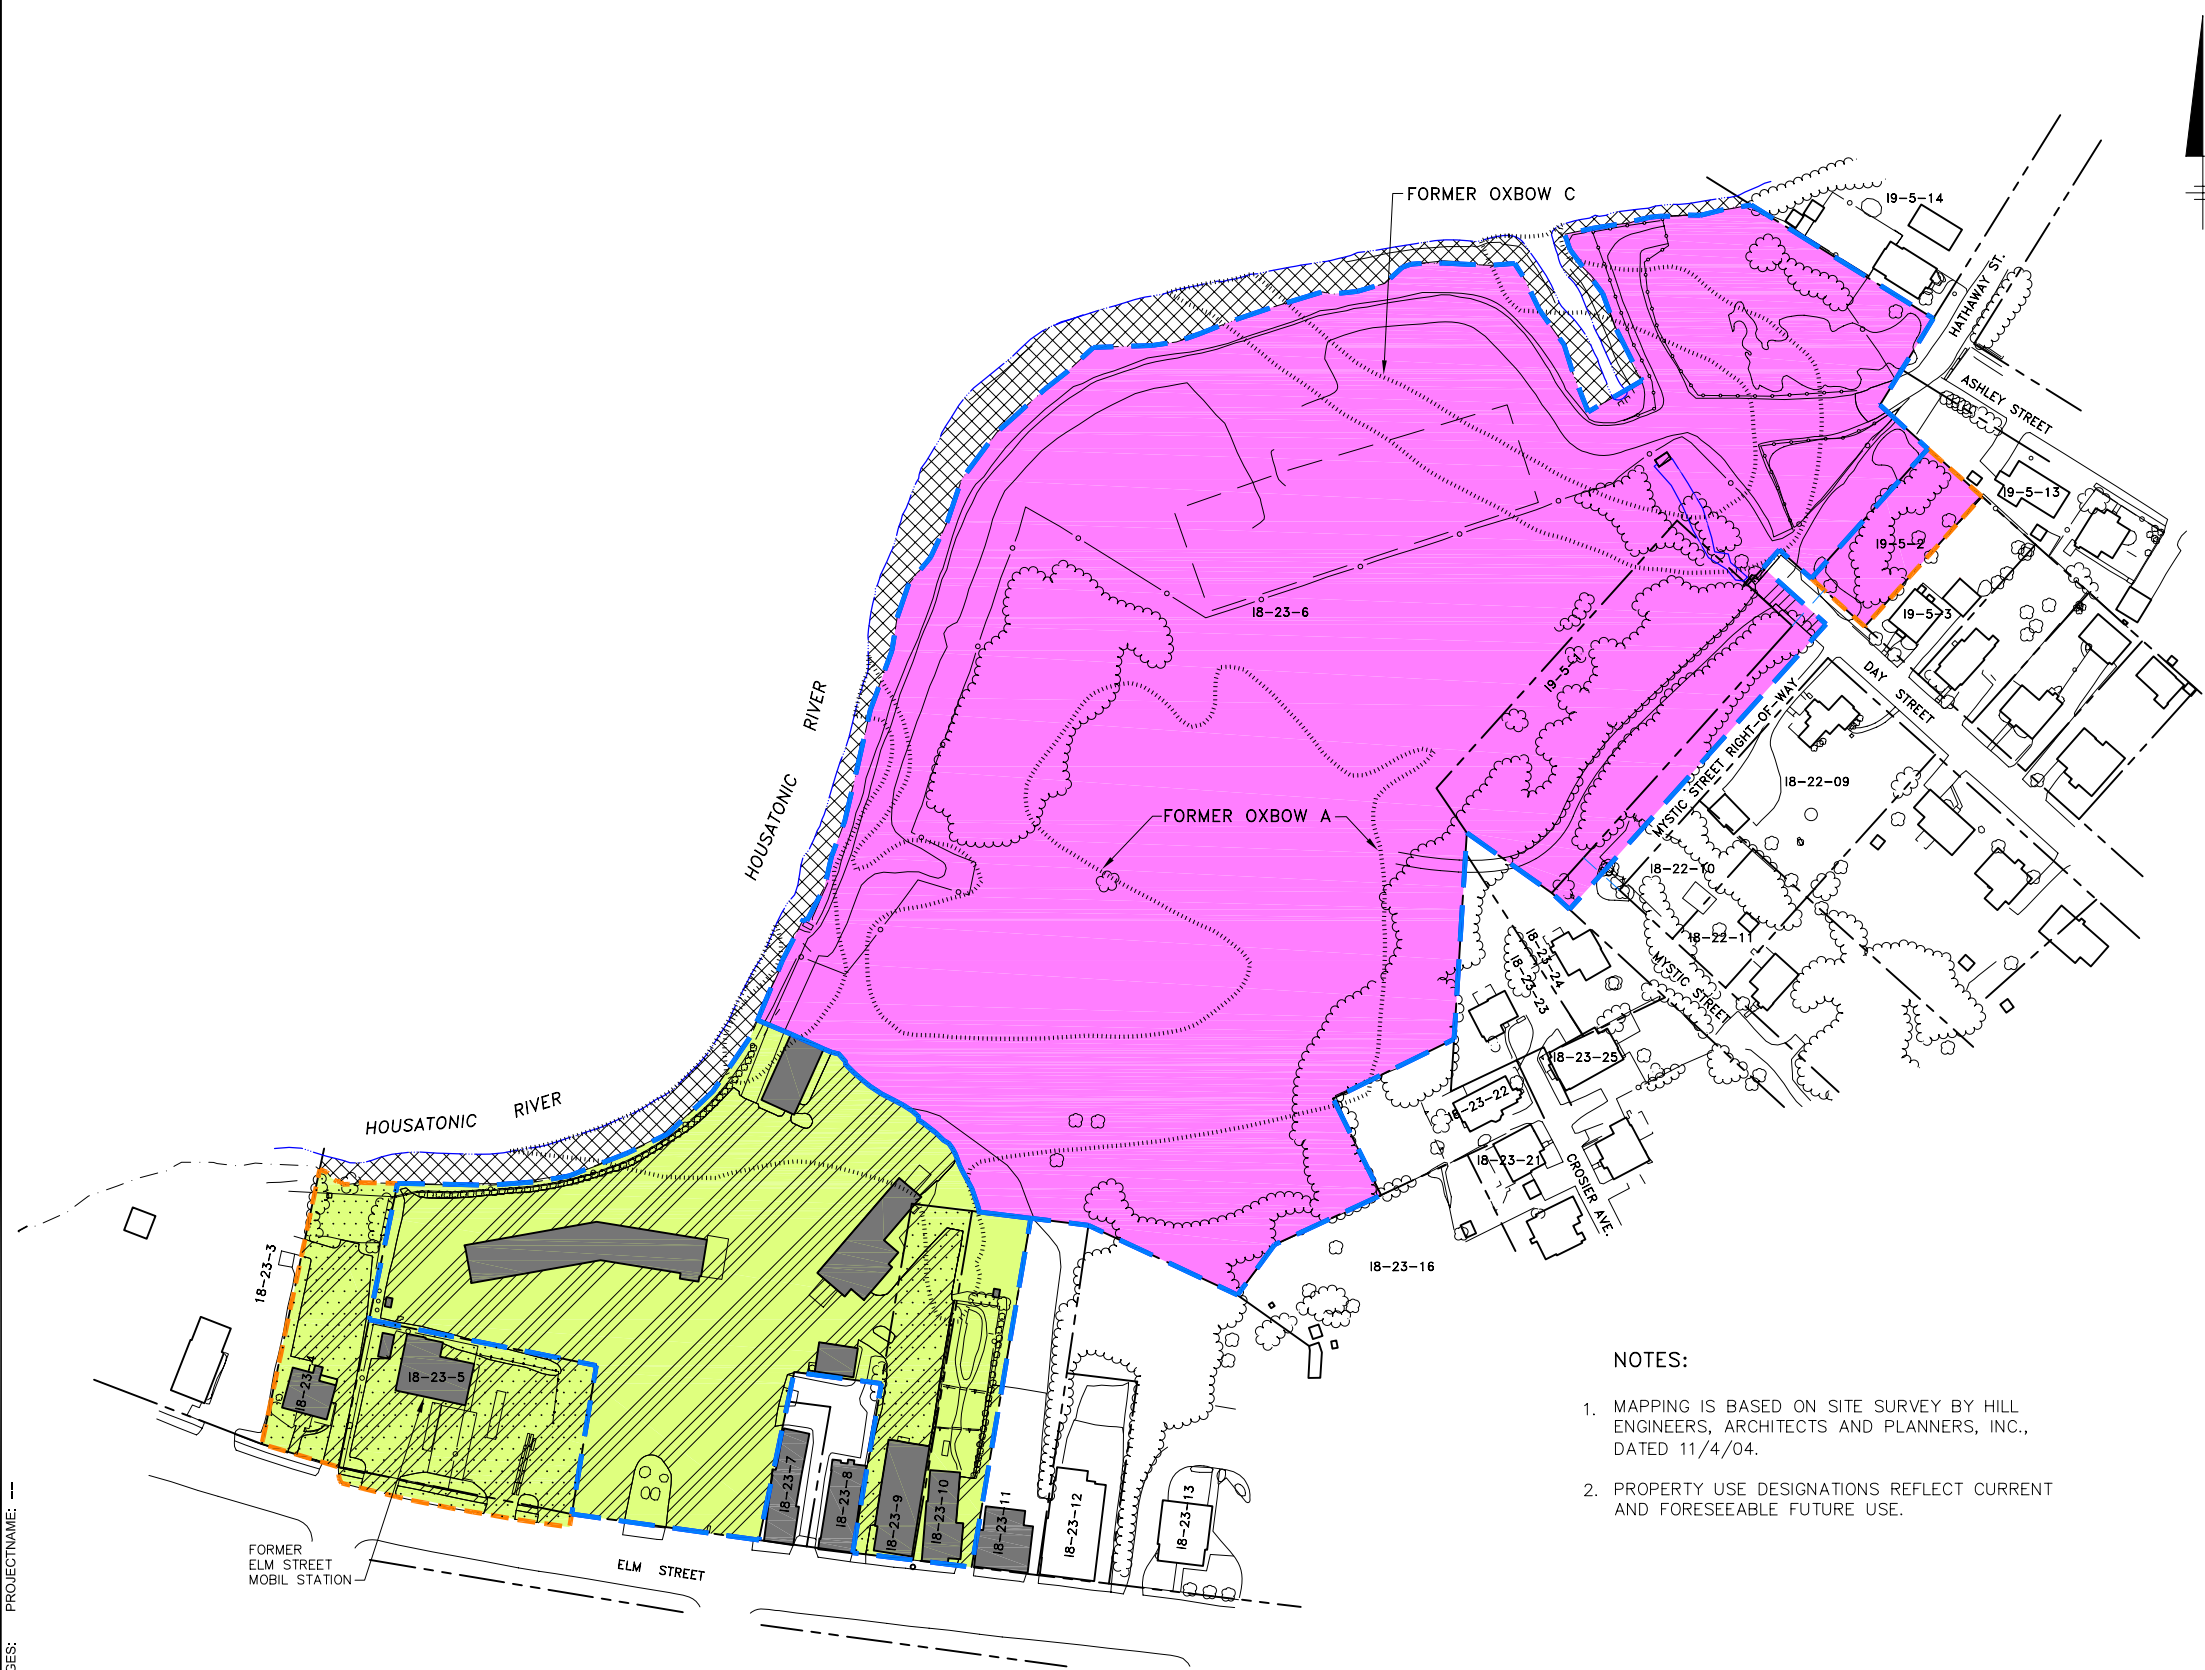 FORMER OXBOW C
19-5-14
HATHAWAY ST.
ASHLEY STREET
19-5-13
19-5-2
19-5-3
18-23-6
19-5-1
DAY STREET
MYSTIC STREET RIGHT-OF-WAY
HOUSATONIC RIVER
18-22-09
FORMER OXBOW A
18-22-10
18-22-11
18-23-24
18-23-23
MYSTIC STREET
18-23-25
18-23-22
HOUSATONIC RIVER
18-23-21
CROSIER AVE.
18-23-3
18-23-16
18-23-4
18-23-5
18-23-7
18-23-8
18-23-9
18-23-10
18-23-11
18-23-12
18-23-13
FORMER
ELM STREET
MOBIL STATION
ELM STREET
NOTES:
1. MAPPING IS BASED ON SITE SURVEY BY HILL
ENGINEERS, ARCHITECTS AND PLANNERS, INC.,
DATED 11/4/04.
2. PROPERTY USE DESIGNATIONS REFLECT CURRENT
AND FORESEEABLE FUTURE USE.
GES: PROJECTNAME: --